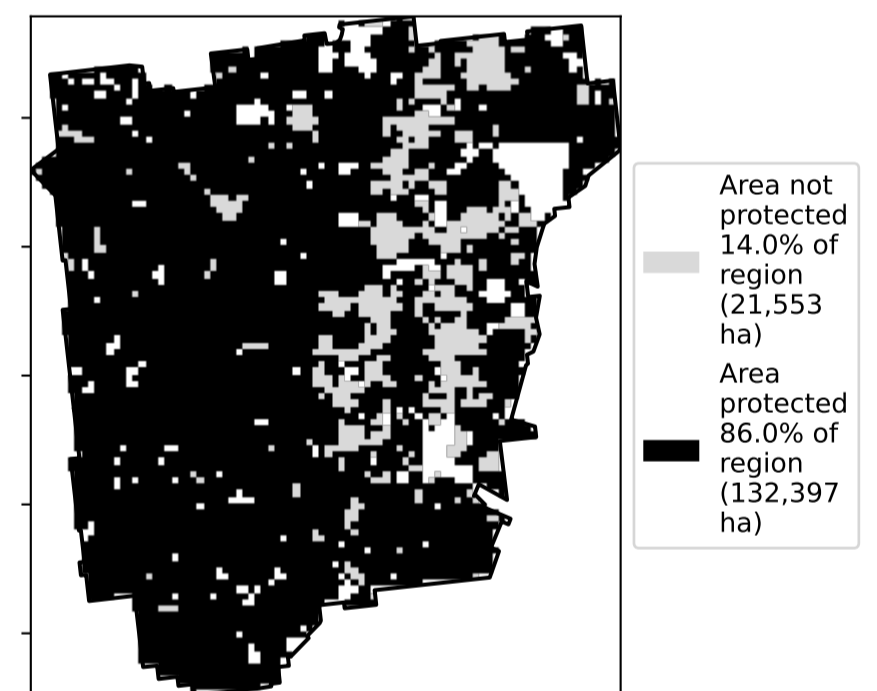 Area not
protected
14.0% of
region
(21,553
ha)
Area
protected
86.0% of
region
(132,397
ha)